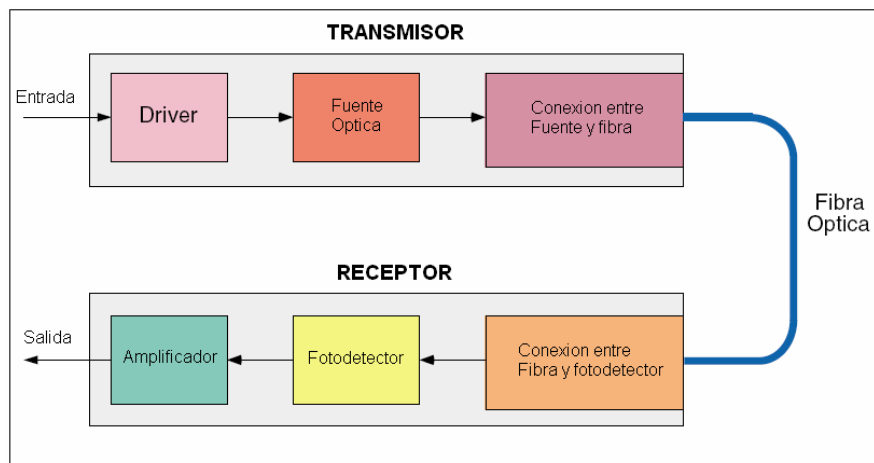 TRANSMISOR
Entrada
Driver
Fuente
Optica
Conexion entre
Fuente y fibra
Fibra
Optica
RECEPTOR
Salida
Amplificador
Fotodetector
Conexion entre
Fibra y fotodetector